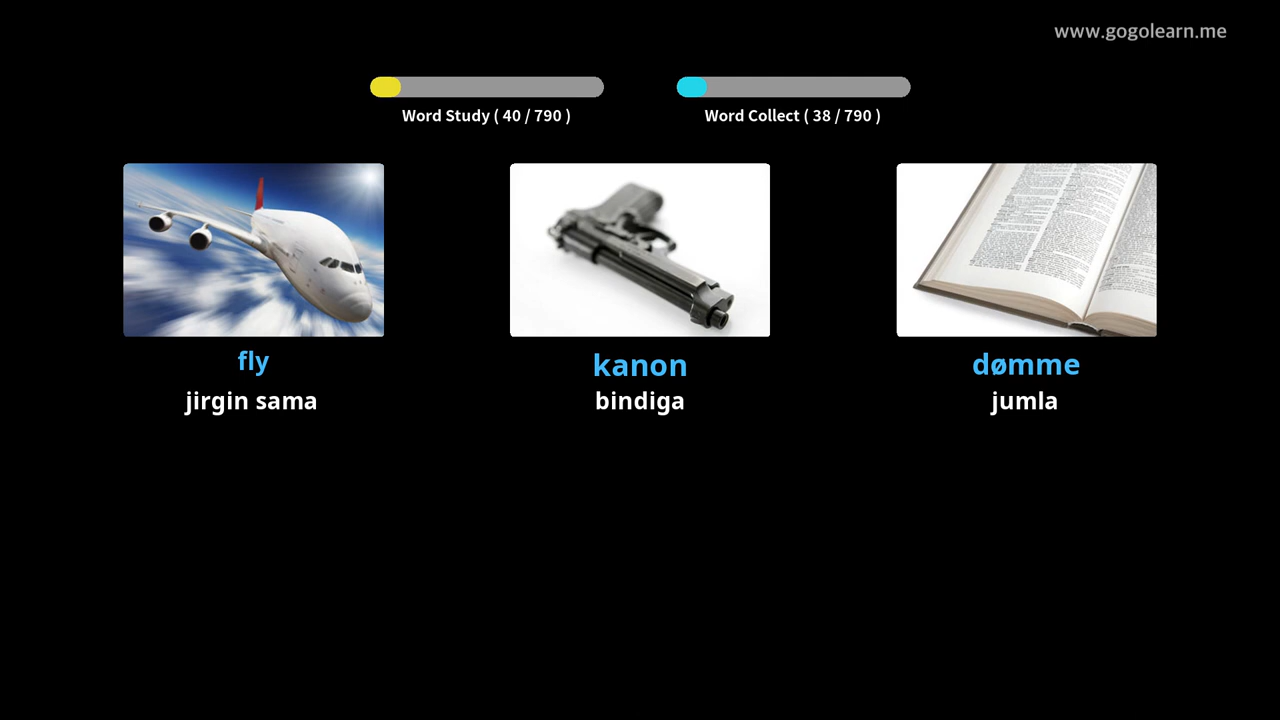 www.gogolearn.me
Word Study ( 40 / 790 )
Word Collect ( 38 / 790 )
fly
jirgin sama
kanon
bindiga
dømme
jumla